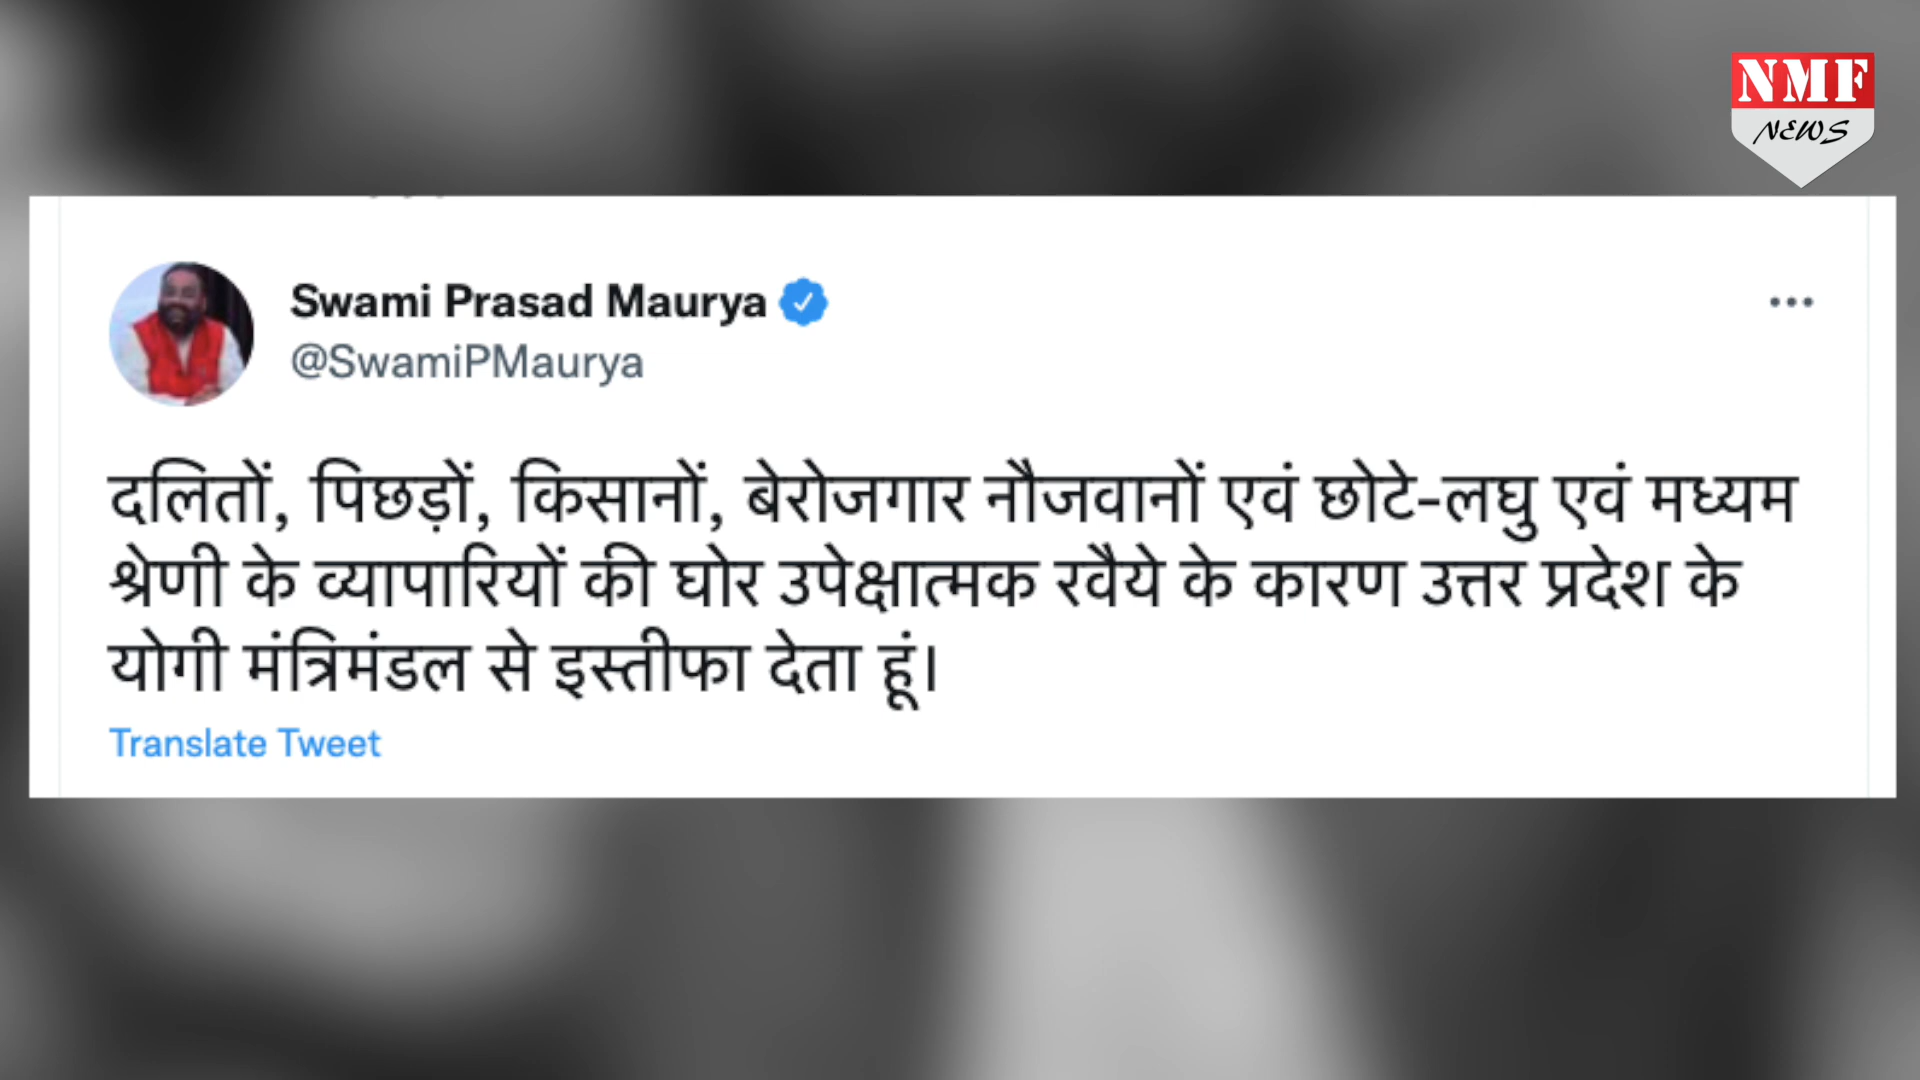 NMF
NEWS
Swami Prasad Maurya
@SwamiPMaurya
दलितों, पिछड़ों, किसानों, बेरोजगार नौजवानों एवं छोटे-लघु एवं मध्यम
श्रेणी के व्यापारियों की घोर उपेक्षात्मक रवैये के कारण उत्तर प्रदेश के
योगी मंत्रिमंडल से इस्तीफा देता हूं।
Translate Tweet